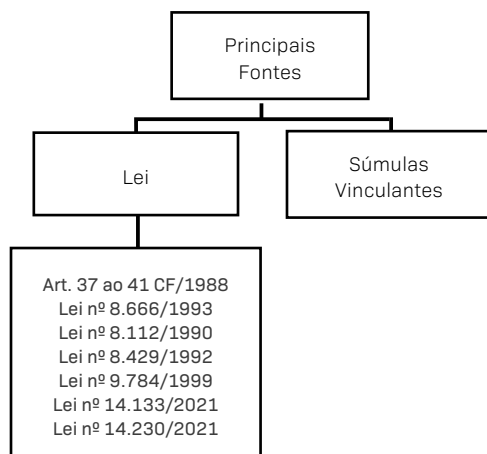 Principais
Fontes
Lei
Súmulas
Vinculantes
Art. 37 ao 41 CF/1988
Lei nº 8.666/1993
Lei nº 8.112/1990
Lei nº 8.429/1992
Lei nº 9.784/1999
Lei nº 14.133/2021
Lei nº 14.230/2021